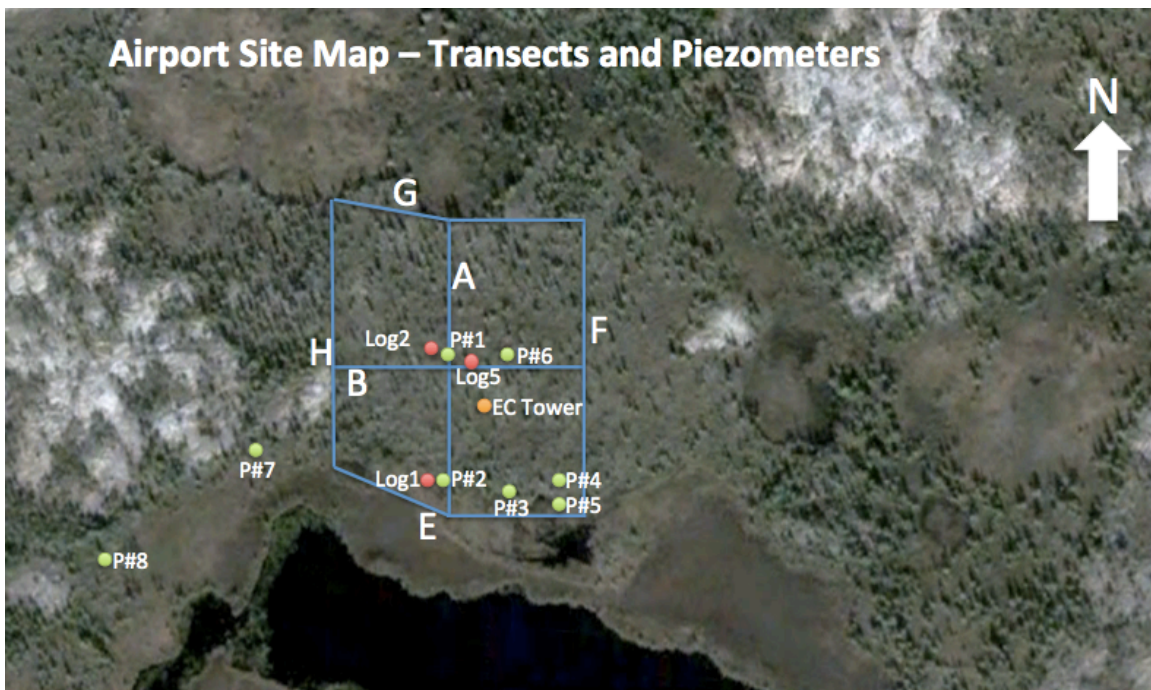 Airport Site Map – Transects and Piezometers
N
G
A
F
Log2
P#1
P#6
H
Log5
B
EC Tower
P#7
Log1
P#2
P#4
P#3
P#5
E
P#8